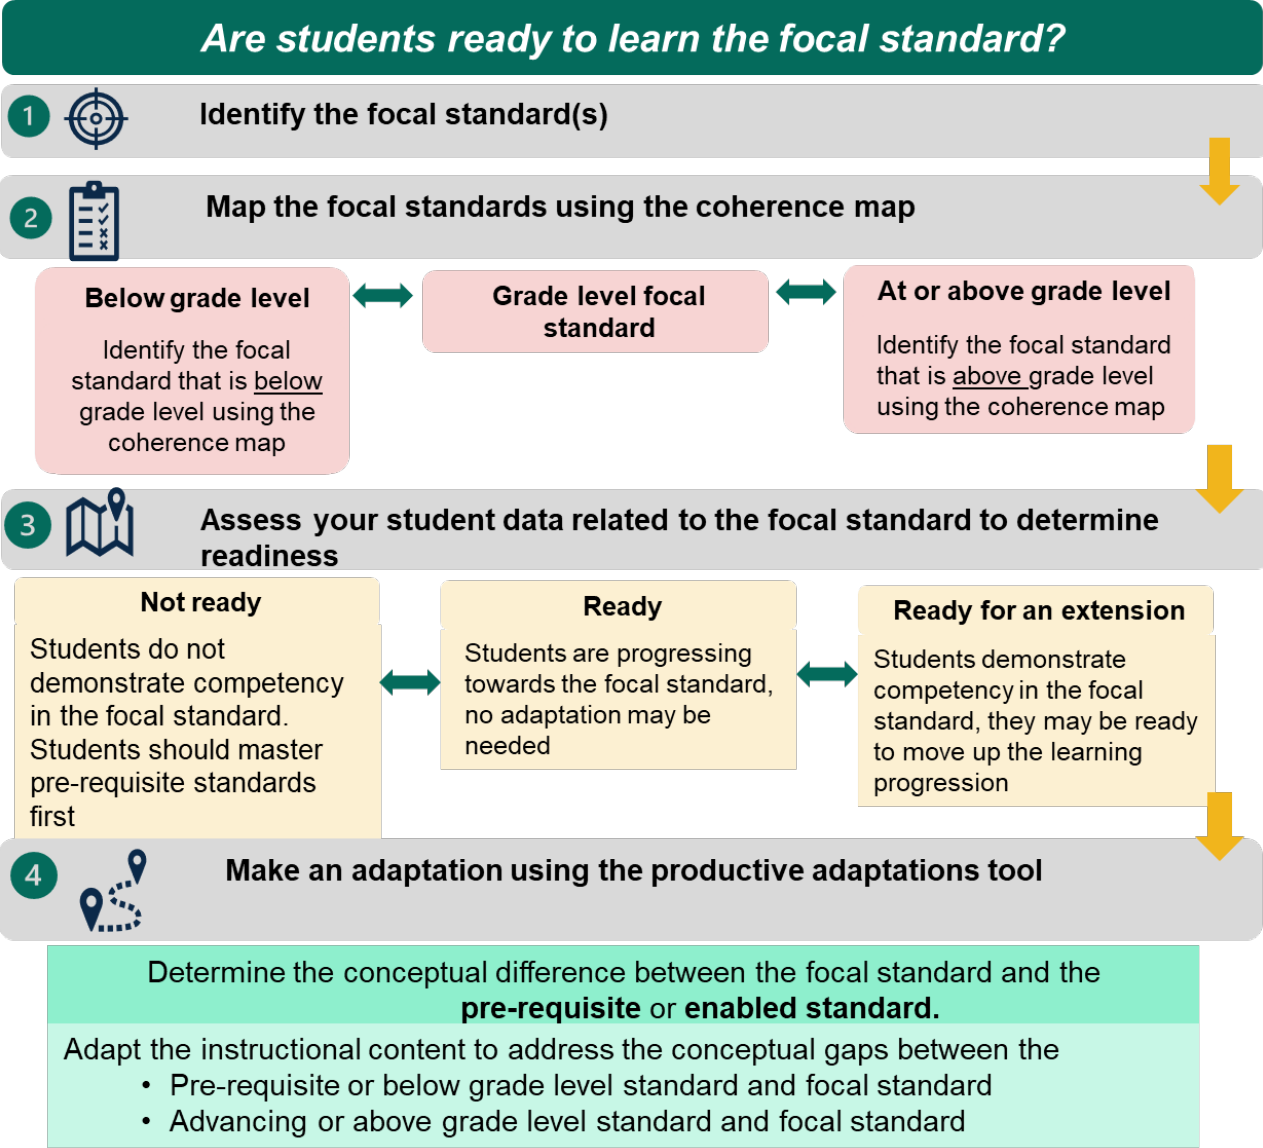 Are students ready to learn the focal standard?
1
Identify the focal standard(s)
2
Map the focal standards using the coherence map
Below grade level
Identify the focal
standard that is below
grade level using the
coherence map
Grade level focal
standard
At or above grade level
Identify the focal standard
that is above grade level
using the coherence map
3
Assess your student data related to the focal standard to determine
readiness
Not ready
Students do not
demonstrate competency
in the focal standard.
Students should master
pre-requisite standards
first
Ready
Students are progressing
towards the focal standard,
no adaptation may be
needed
Ready for an extension
Students demonstrate
competency in the focal
standard, they may be ready
to move up the learning
progression
4
Make an adaptation using the productive adaptations tool
Determine the conceptual difference between the focal standard and the
pre-requisite or enabled standard.
Adapt the instructional content to address the conceptual gaps between the
• Pre-requisite or below grade level standard and focal standard
• Advancing or above grade level standard and focal standard